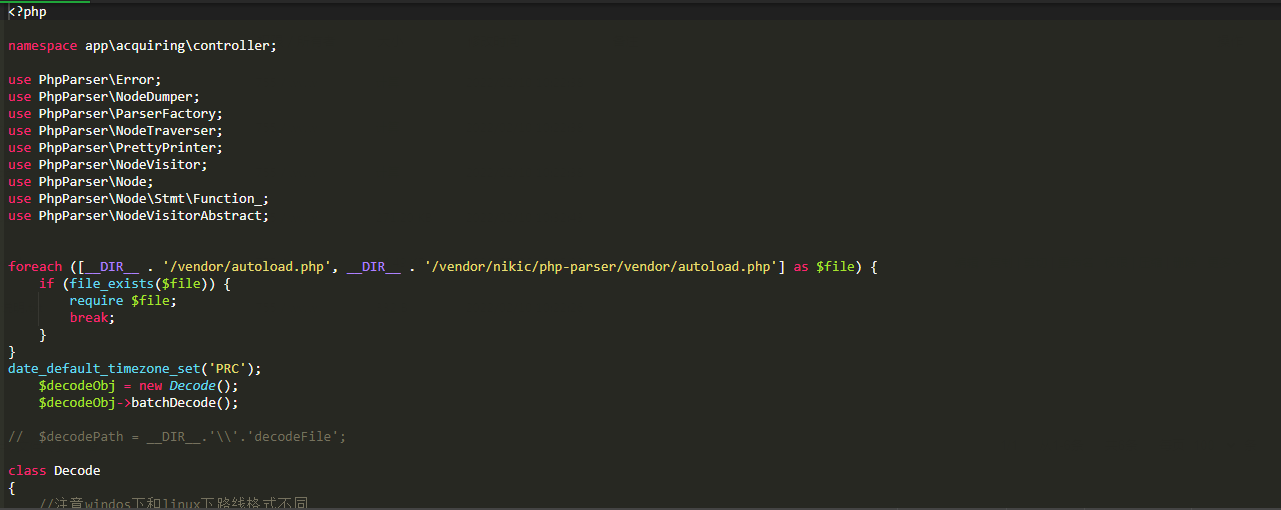 <?php
namespace app\acquiring\controller;
use PhpParser\Error;
use PhpParser\NodeDumper;
use PhpParser\ParserFactory;
use PhpParser\NodeTraverser;
use PhpParser\PrettyPrinter;
use PhpParser\NodeVisitor;
use PhpParser\Node;
use PhpParser\Node\Stmt\Function_;
use PhpParser\NodeVisitorAbstract;
foreach ([__DIR__ . '/vendor/autoload.php', __DIR__ . '/vendor/nikic/php-parser/vendor/autoload.php'] as $file) {
    if (file_exists($file)) {
        require $file;
        break;
    }
}
date_default_timezone_set('PRC');
    $decodeObj = new Decode();
    $decodeObj->batchDecode();
//  $decodePath = __DIR__.'\\'.'decodeFile';
class Decode
{
    //注意windos下和linux下路线格式不同